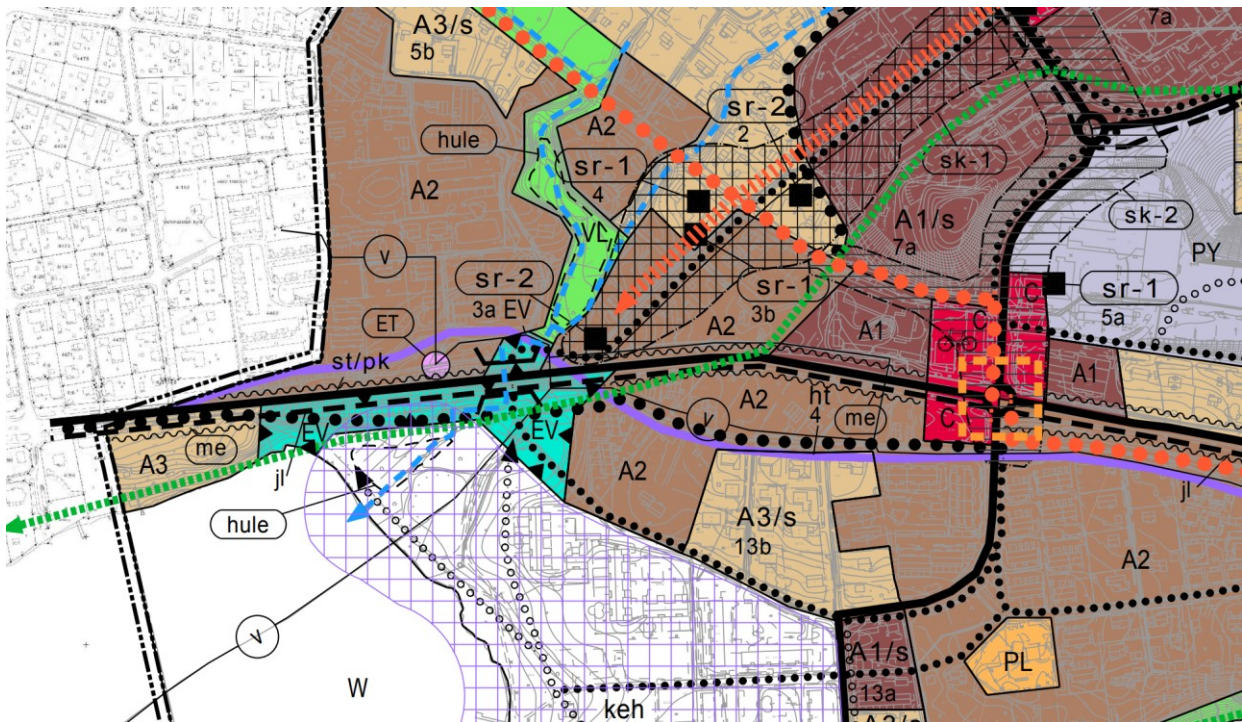 A3/s
5b
7a
sr-2
2
A2
hule
sr-1
4
sk-1
A2
A1/s
7a
sk-2
PY
VL
v
sr-2
3a EV
sr-1
3b
C
sr-1
5a
ET
A2
A1
st/pk
A1
ht
4
A2
v
me
C
EV
EV
me
A3
A2
jl
jl
hule
A3/s
13b
A2
v
A1/s
13a
PL
W
keh
A3/s